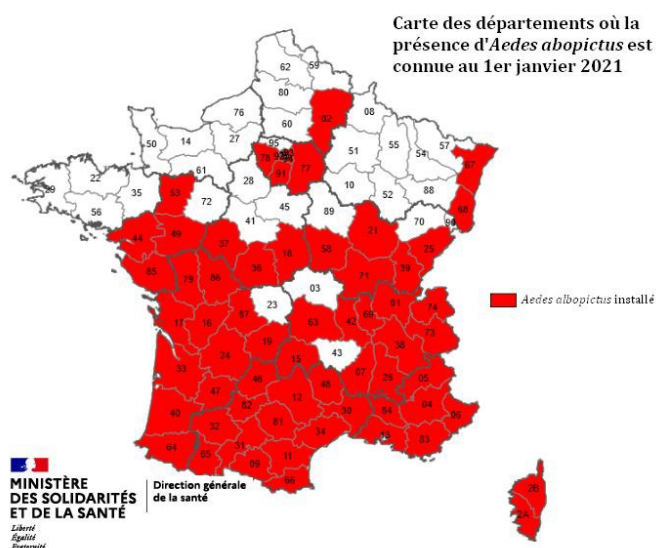 Carte des départements où la
présence d'Aedes abopictus est
connue au 1er janvier 2021
62 59
80
76 02 08
60
50 14 27 95 57
78 77 51 55 54 67
61 91
29 22 53 28 10 88
35 72 52 68
56 45
41 89 70 90
44 49 37 21 25
18 58
85 36 39
79 86 71
03
23 01 74
17 16 87 63 42 69
73
19 38
24 43
33 15 07 26 05
46 48
47 12 04 06
40 82 30 84
32 81 34 13 83
64 31
65 09 11
66
2B
2A
Aedes albopictus installé
MINISTÈRE
DES SOLIDARITÉS
ET DE LA SANTÉ
Liberté
Égalité
Fraternité
Direction générale
de la santé